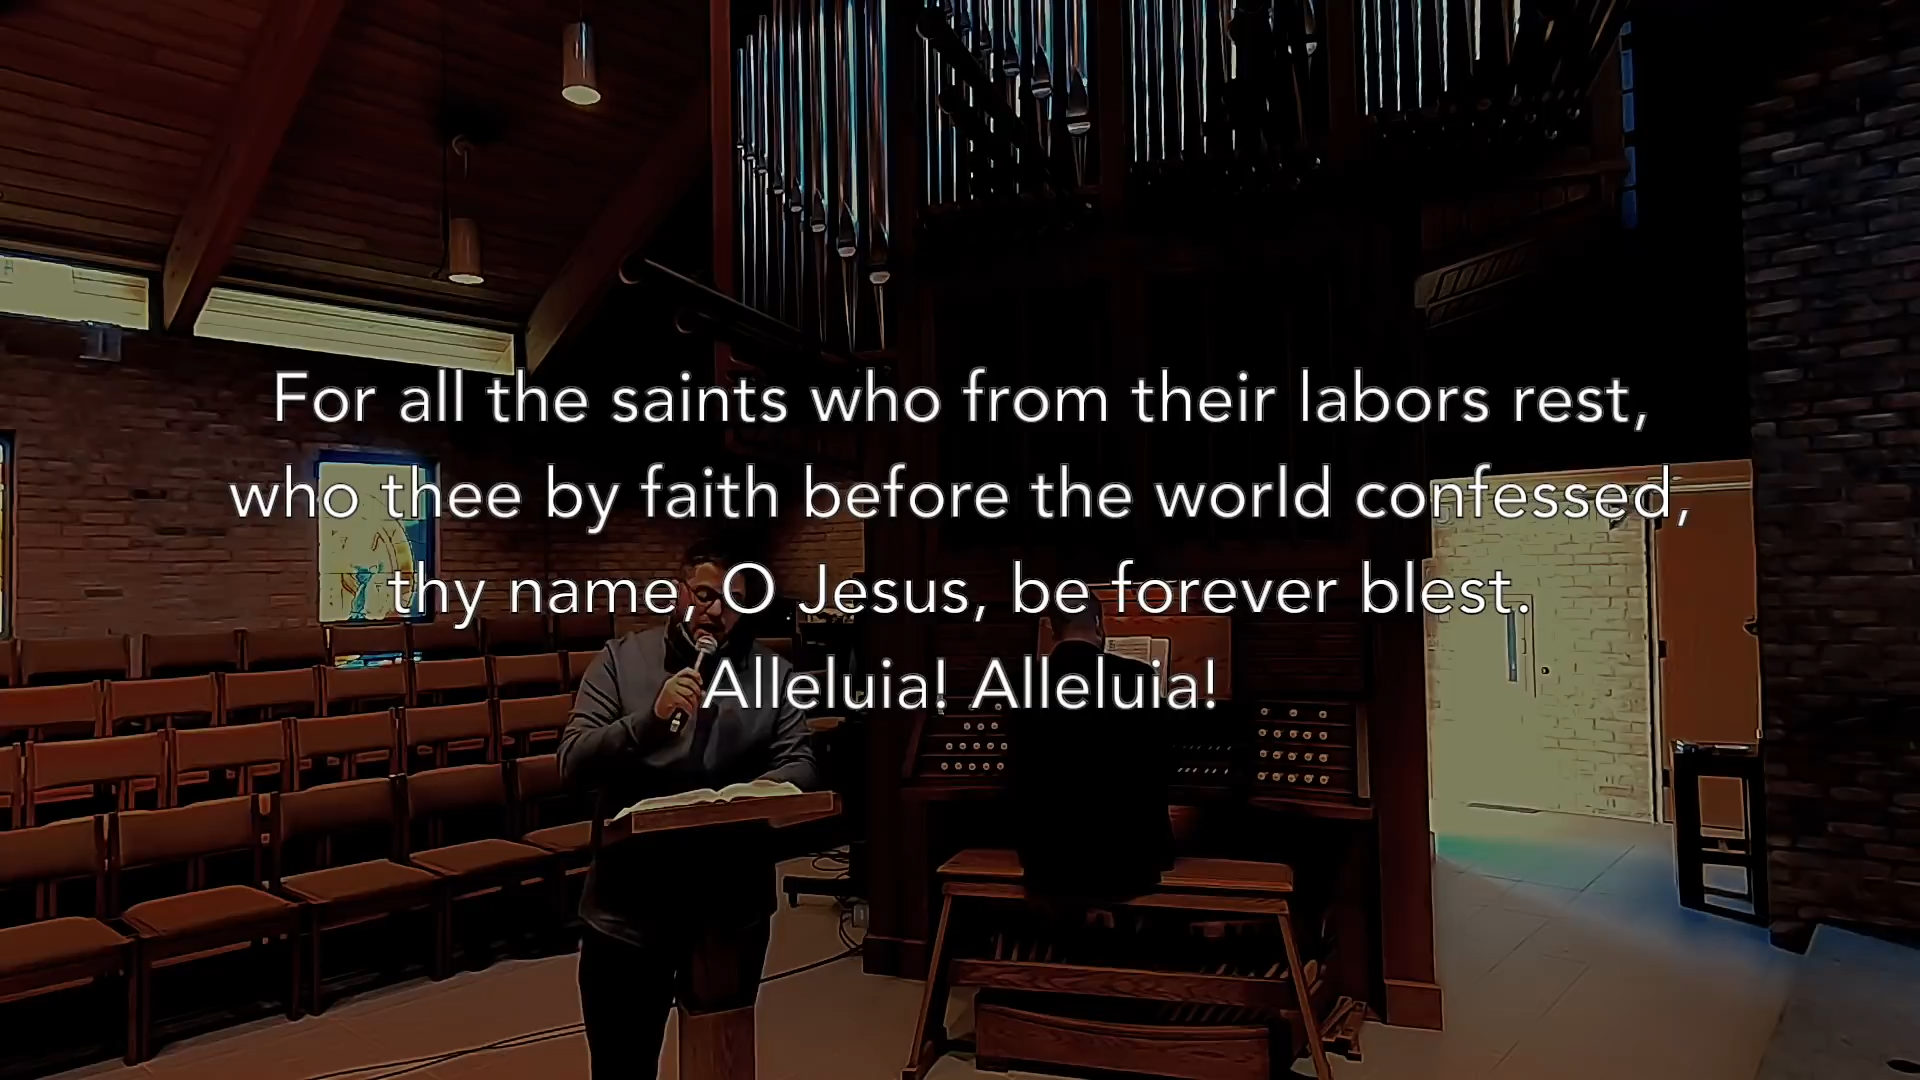 For all the saints who from their labors rest,
who thee by faith before the world confessed,
thy name, O Jesus, be forever blest.
Alleluia! Alleluia!